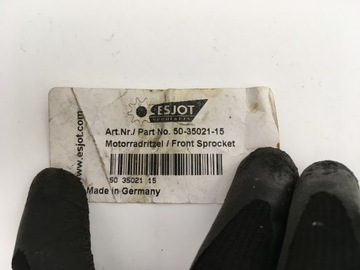 ESJOT
SPROCKETS
Art.Nr./ Part No. 50-35021-15
Motorradritzel / Front Sprocket
50 35021 15
Made in Germany
www.esjot.com